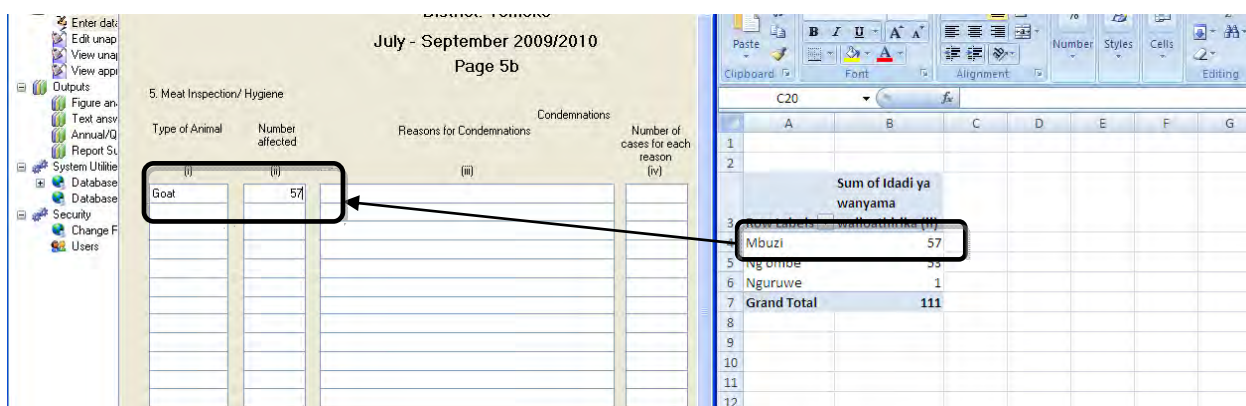 Enter data
Edit unap
View unap
View appr
Outputs
Figure an
Text answ
Annual/Q
Report Su
System Utilitie
Database
Database
Security
Change F
Users
July - September 2009/2010
Page 5b
5. Meat Inspection/ Hygiene
Condemnations
Type of Animal
Number
affected
Reasons for Condemnations
Number of
cases for each
reason
(i)
(ii)
(iii)
(iv)
Goat 57
Paste
B I U A A
A
Number Styles Cells
Clipboard Font Alignment Editing
C20 fx
A B C D E F G
1
2
Sum of Idadi ya
wanyama
3 Row Labels walioathirika (ii)
4 Mbuzi 57
5 Ng'ombe 53
6 Nguruwe 1
7 Grand Total 111
8
9
10
11
12